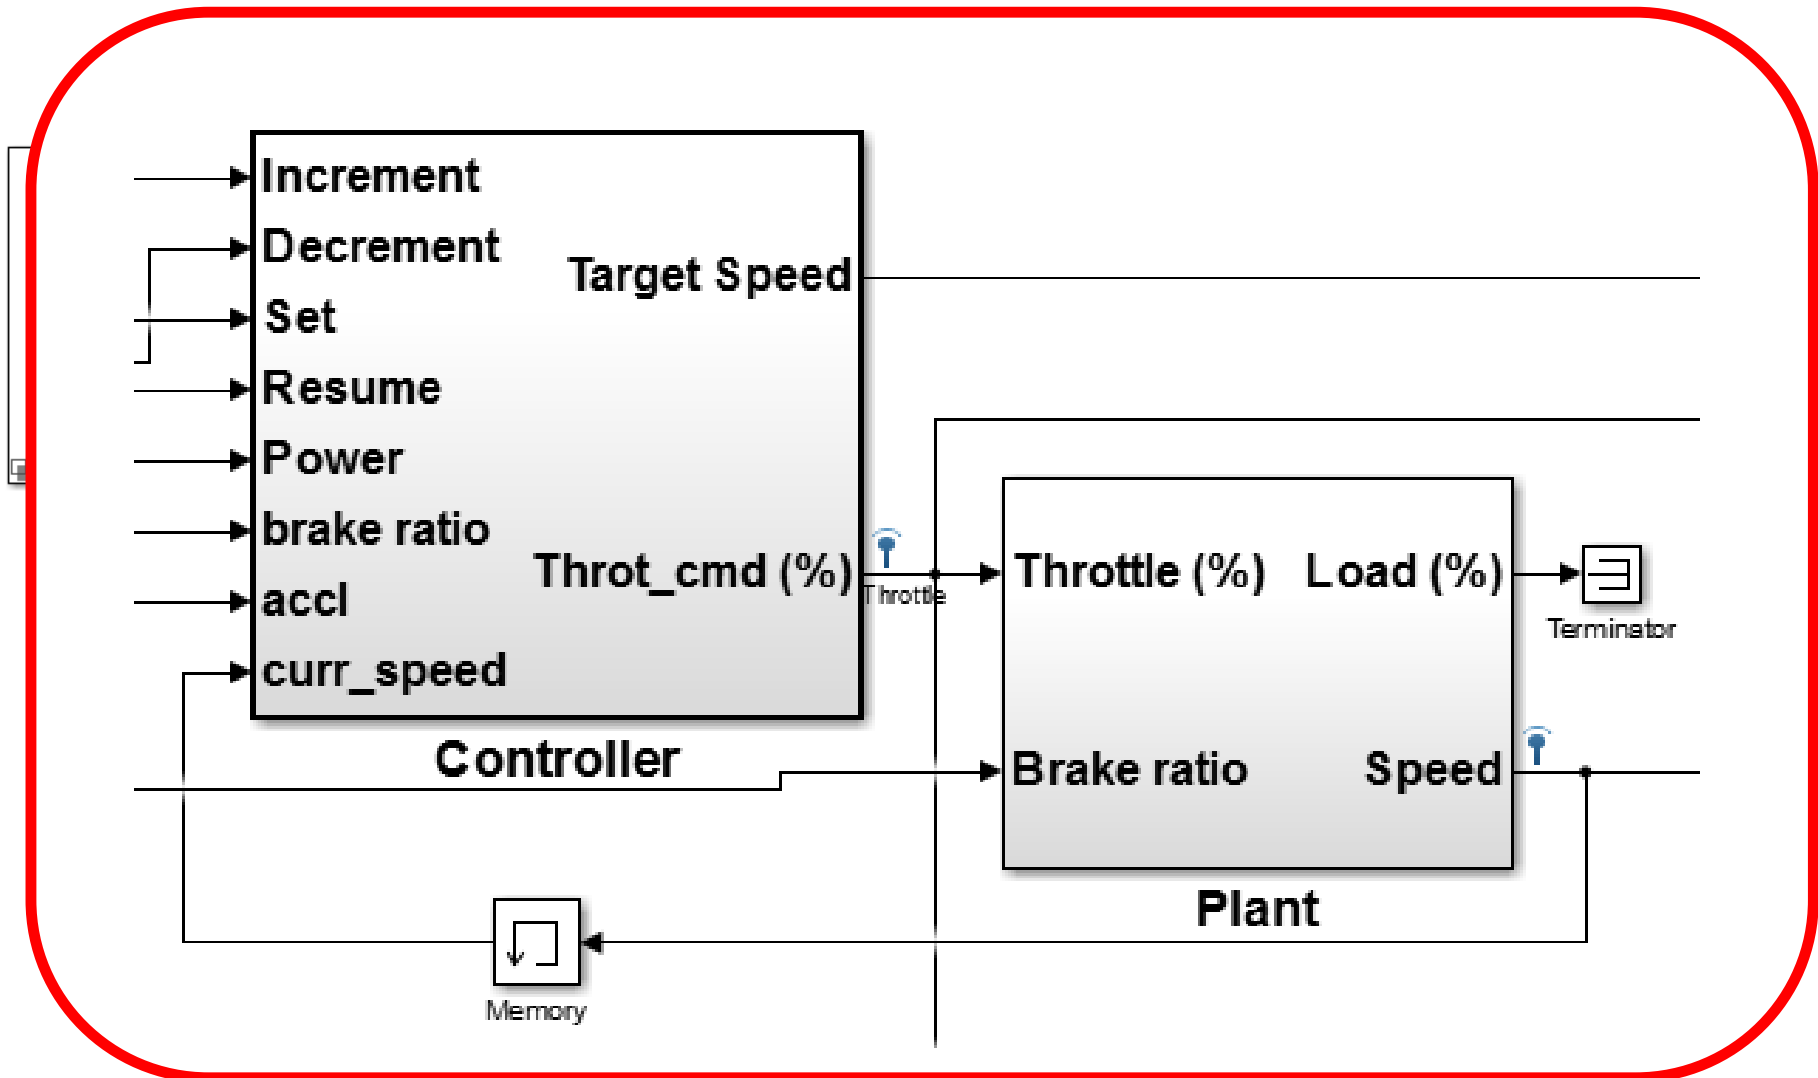 Increment
Decrement
Target Speed
Set
Resume
Power
brake ratio
Throt_cmd (%)
Throttle
accl
curr_speed
Controller
Throttle (%)
Load (%)
Terminator
Brake ratio
Speed
Plant
Memory